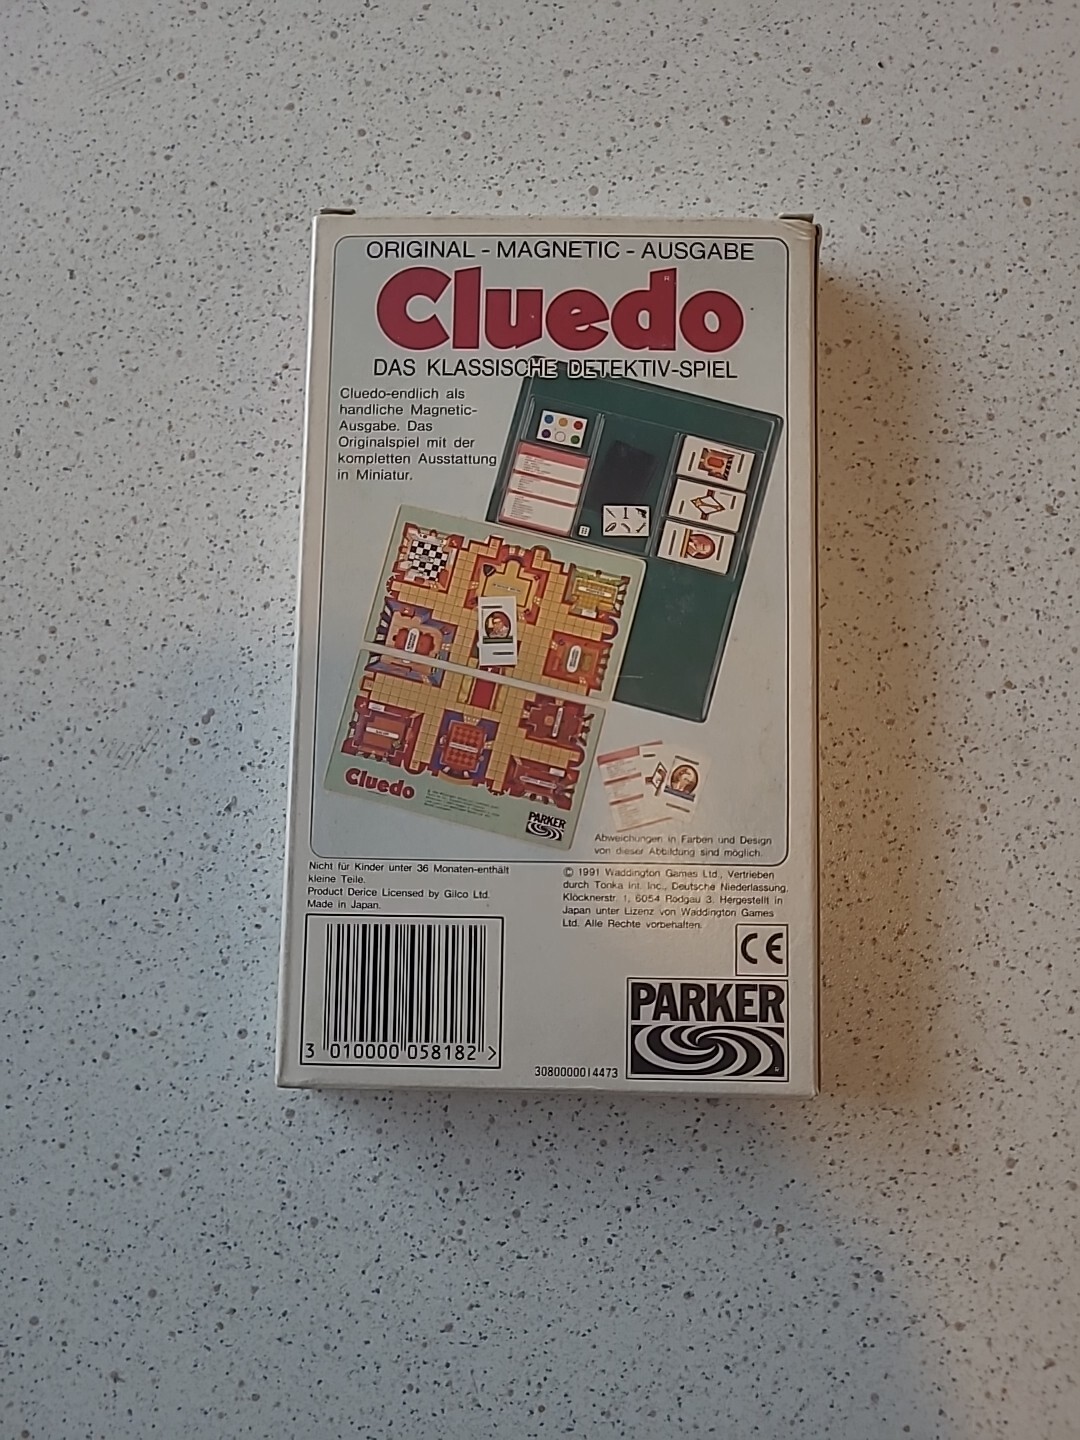 ORIGINAL - MAGNETIC - AUSGABE
Cluedo
DAS KLASSISCHE DETEKTIV-SPIEL
Cluedo-endlich als
handliche Magnetic-
Ausgabe. Das
Originalspiel mit der
kompletten Ausstattung
in Miniatur.
Cluedo
PARKER
Abweichungen in Farben und Design
von dieser Abbildung sind möglich.
Nicht für Kinder unter 36 Monaten-enthält
kleine Teile.
Product Derice Licensed by Gilco Ltd.
Made in Japan.
© 1991 Waddington Games Ltd., Vertrieben
durch Tonka Int. Inc., Deutsche Niederlassung,
Klöcknerstr. 1, 6054 Rodgau 3. Hergestellt in
Japan unter Lizenz von Waddington Games
Ltd. Alle Rechte vorbehalten.
CE
PARKER
3 010000 058182 >
3080000014473